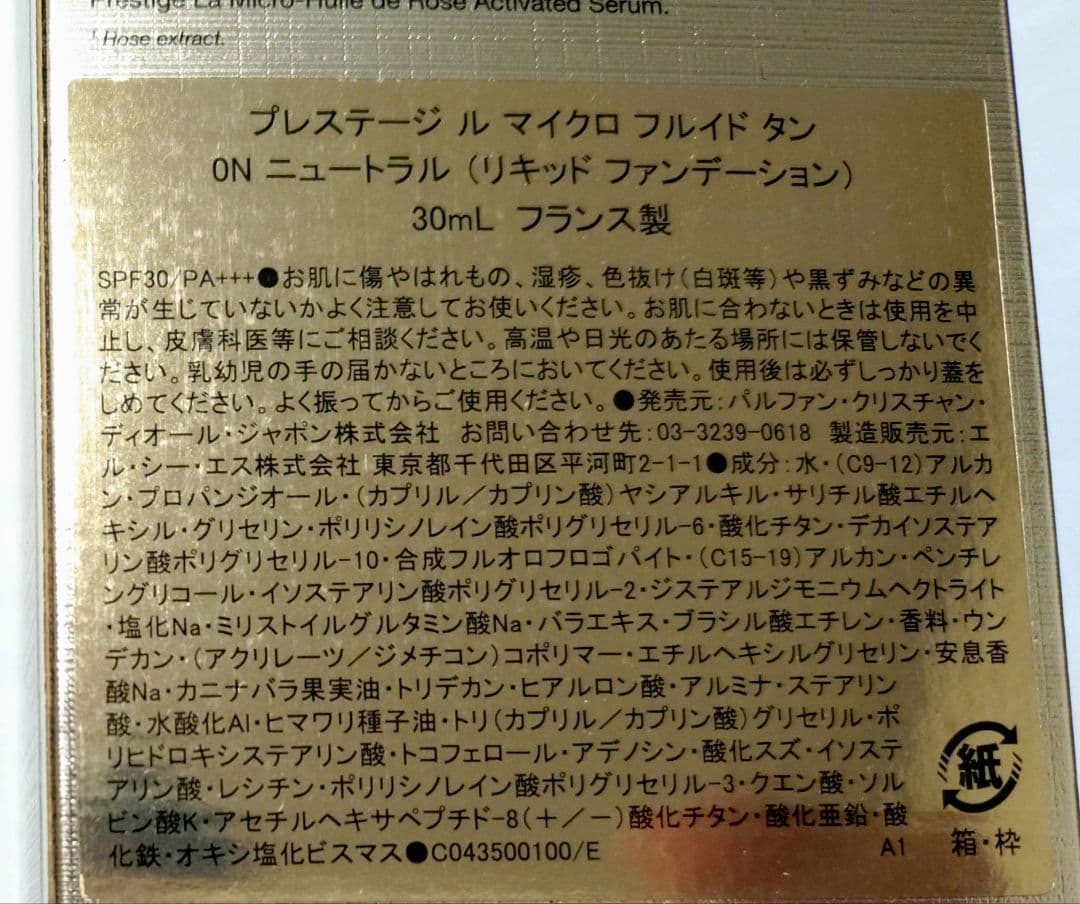 Prestige La Micro-Huile de Rose Activated Serum.
¹ Rose extract.
プレステージ ル マイクロ フルイド タン
0N ニュートラル（リキッド ファンデーション）
30mL フランス製
SPF30/PA+++●お肌に傷やはれもの、湿疹、色抜け（白斑等）や黒ずみなどの異
常が生じていないかよく注意してお使いください。お肌に合わないときは使用を中
止し、皮膚科医等にご相談ください。高温や日光のあたる場所には保管しないでく
ださい。乳幼児の手の届かないところにおいてください。使用後は必ずしっかり蓋を
しめてください。よく振ってからご使用ください。●発売元：パルファン・クリスチャン・
ディオール・ジャポン株式会社 お問い合わせ先：03-3239-0618 製造販売元：エ
ル・シー・エス株式会社 東京都千代田区平河町2-1-1●成分：水・（C9-12）アルカ
ン・プロパンジオール・（カプリル／カプリン酸）ヤシアルキル・サリチル酸エチルヘ
キシル・グリセリン・ポリリシノレイン酸ポリグリセリル-6・酸化チタン・デカイソステア
リン酸ポリグリセリル-10・合成フルオロフロゴパイト・（C15-19）アルカン・ペンチレ
ングリコール・イソステアリン酸ポリグリセリル-2・ジステアルジモニウムヘクトライト
・塩化Na・ミリストイルグルタミン酸Na・バラエキス・ブラシル酸エチレン・香料・ウン
デカン・（アクリレーツ／ジメチコン）コポリマー・エチルヘキシルグリセリン・安息香
酸Na・カニナバラ果実油・トリデカン・ヒアルロン酸・アルミナ・ステアリン
酸・水酸化Al・ヒマワリ種子油・トリ（カプリル／カプリン酸）グリセリル・ポ
リヒドロキシステアリン酸・トコフェロール・アデノシン・酸化スズ・イソステ
アリン酸・レシチン・ポリリシノレイン酸ポリグリセリル-3・クエン酸・ソル
ビン酸K・アセチルヘキサペプチド-8（＋／－）酸化チタン・酸化亜鉛・酸
化鉄・オキシ塩化ビスマス●C043500100/E
A1
紙
箱・枠